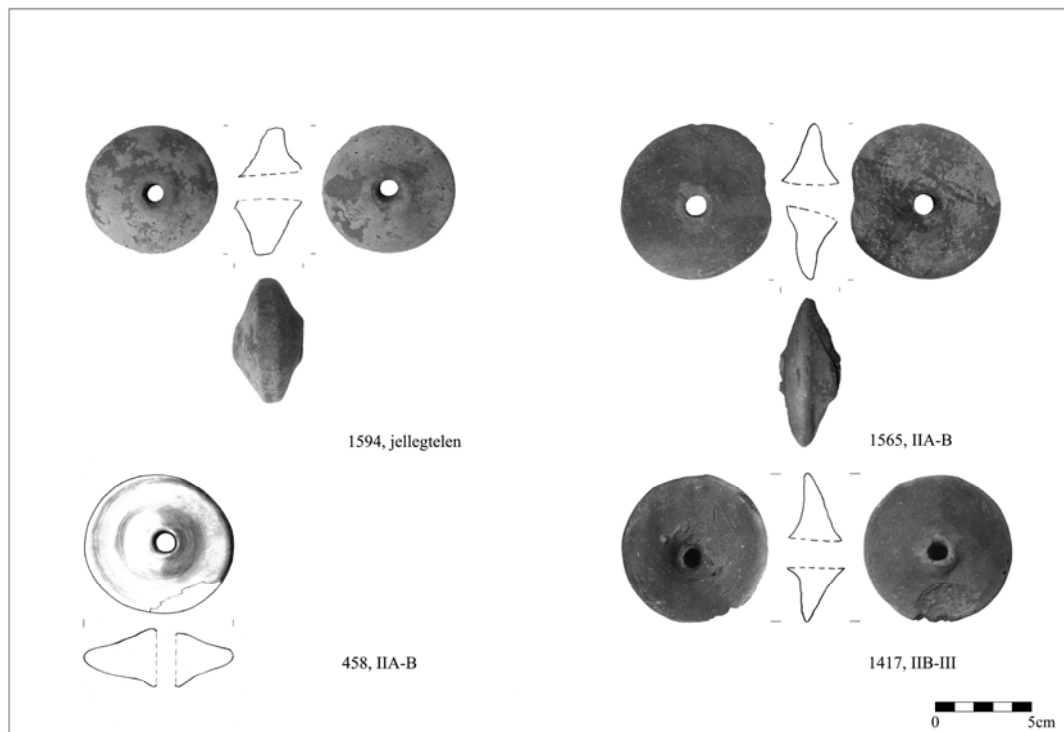 1594, jellegtelen
1565, IIA-B
458, IIA-B
1417, IIB-III
0 5cm